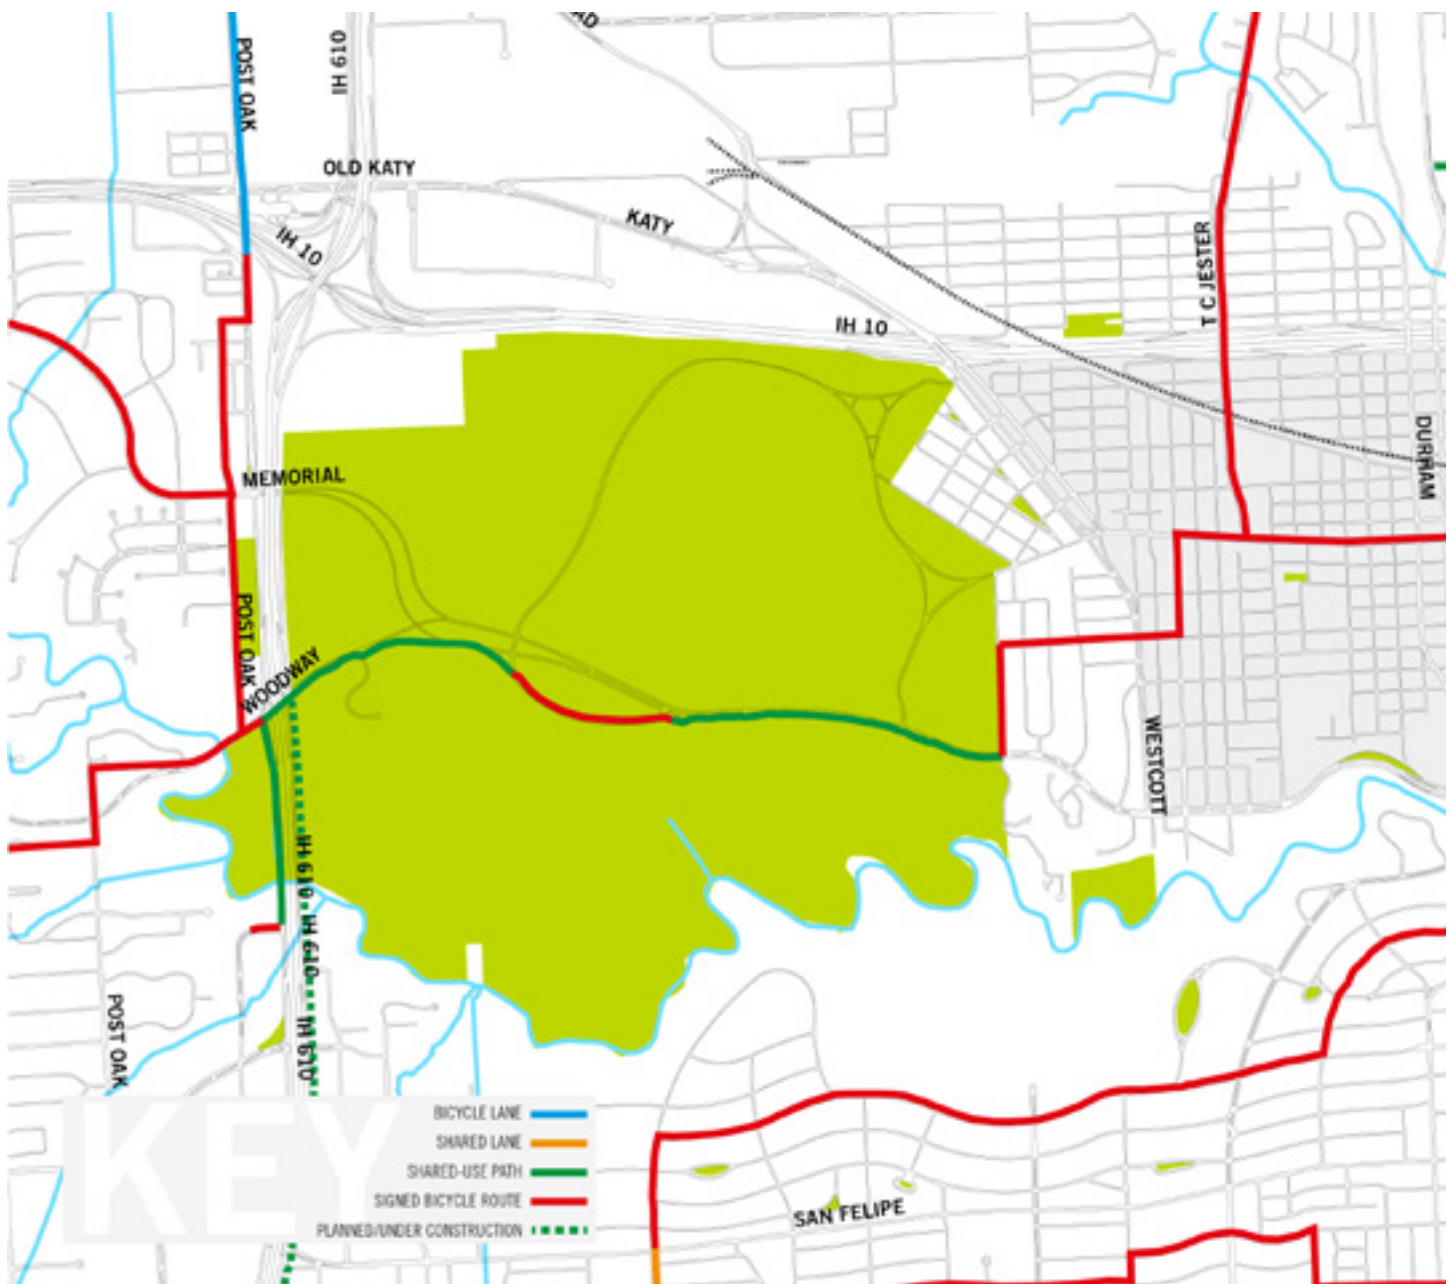 AD
POST OAK
IH 610
OLD KATY
KATY
IH 10
T C JESTER
IH 10
DURHAM
MEMORIAL
POST OAK
WOODWAY
WESTCOTT
IH 610
IH 610
POST OAK
IH 610
KEY
BICYCLE LANE
SHARED LANE
SHARED-USE PATH
SIGNED BICYCLE ROUTE
PLANNED/UNDER CONSTRUCTION
SAN FELIPE